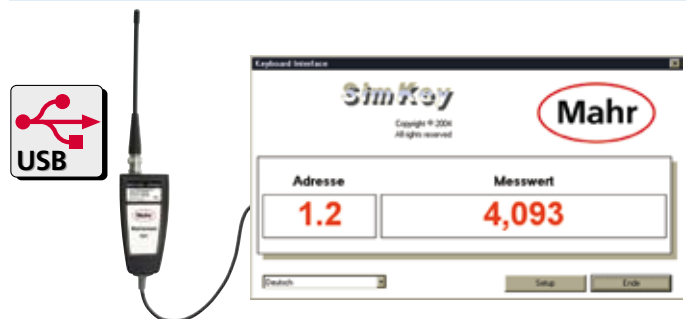 Keyboard Interface
SimKey
Copyright © 2004
All rights reserved
Mahr
USB
Adresse
Messwert
1.2
4,093
Mahr
Deutsch
Setup
Ende